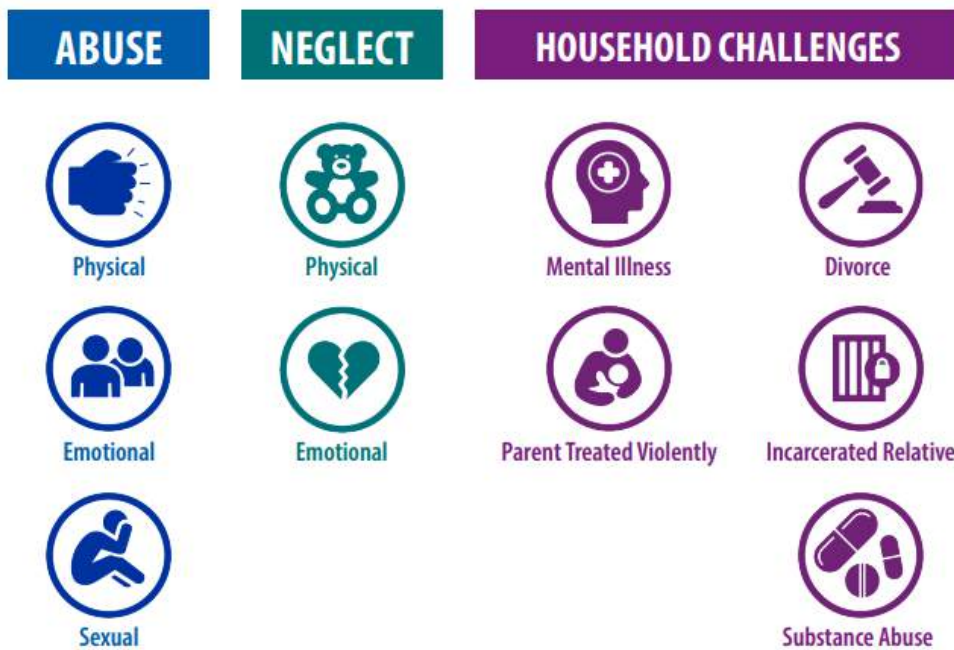 ABUSE
NEGLECT
HOUSEHOLD CHALLENGES
Physical
Physical
Mental Illness
Divorce
Emotional
Emotional
Parent Treated Violently
Incarcerated Relative
Sexual
Substance Abuse